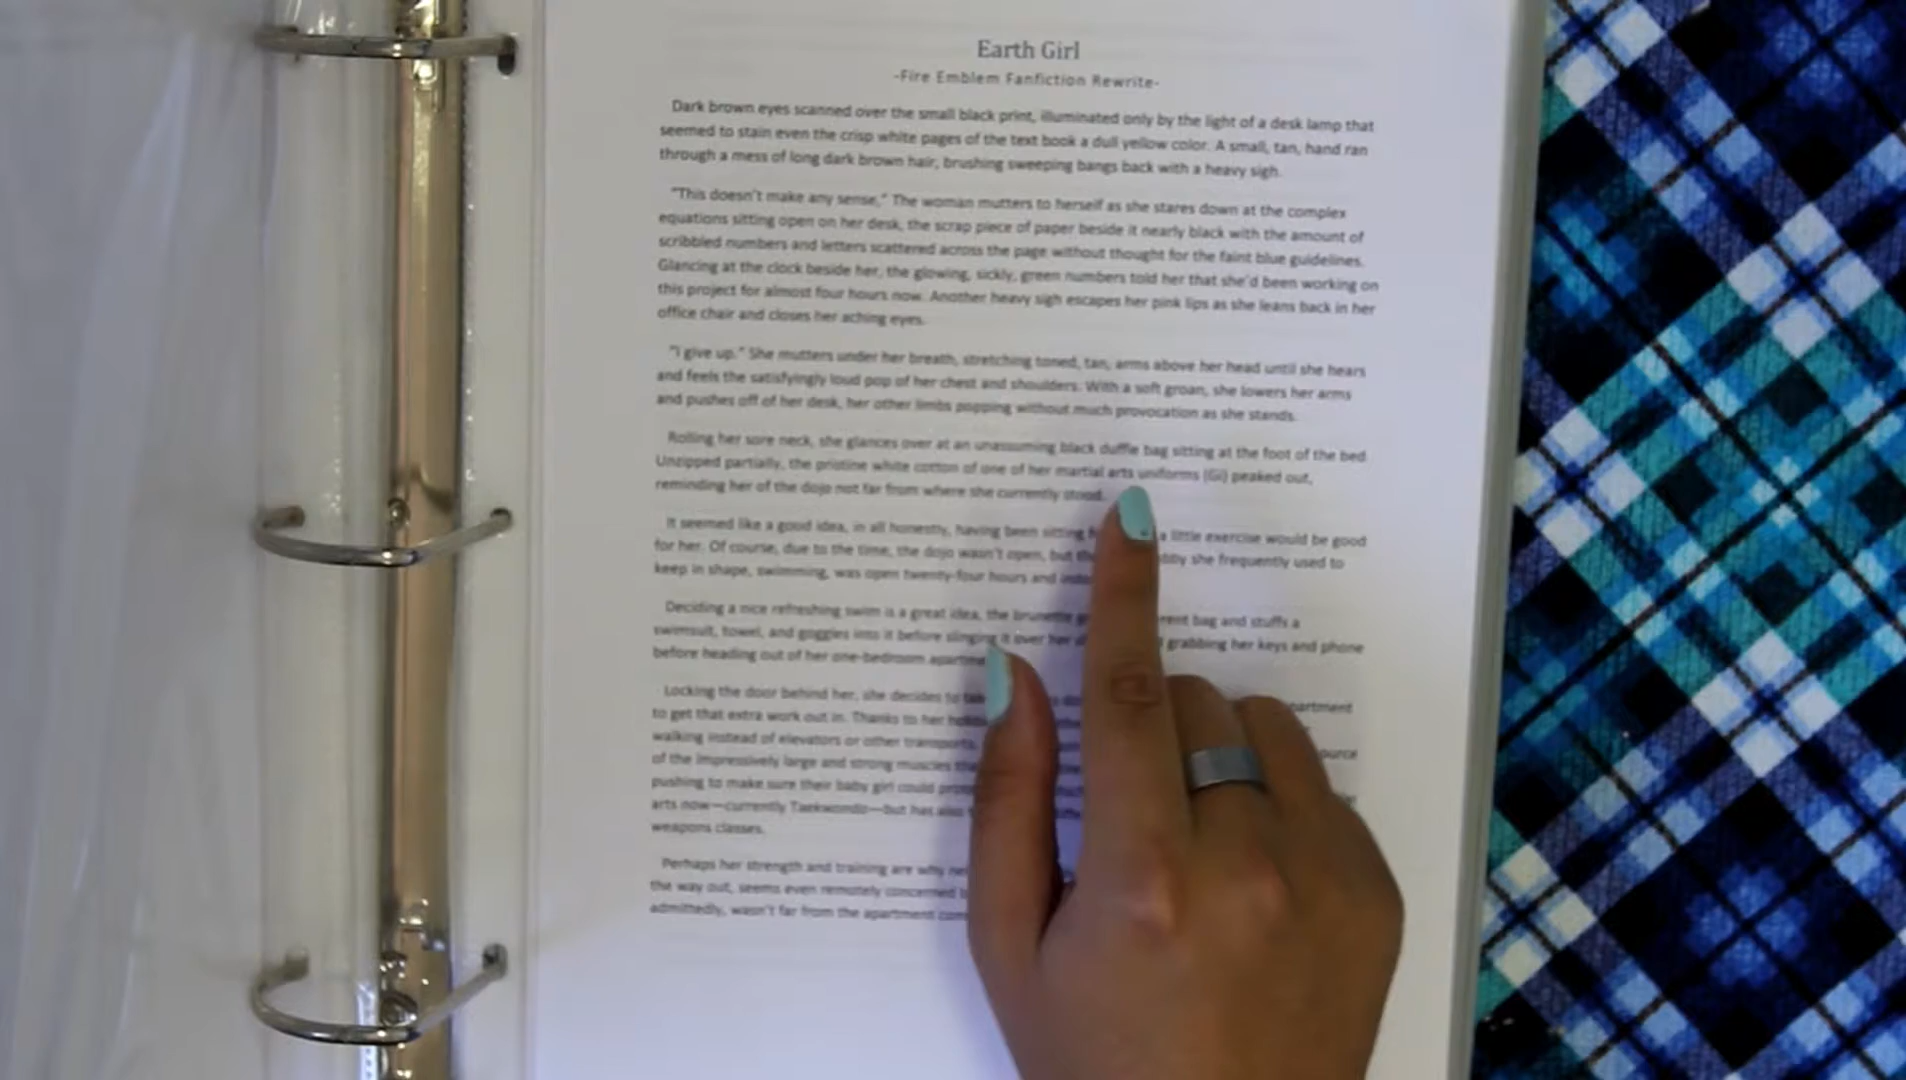 Earth Girl
-Fire Emblem Fanfiction Rewrite-
Dark brown eyes scanned over the small black print, illuminated only by the light of a desk lamp that
seemed to stain even the crisp white pages of the text book a dull yellow color. A small, tan, hand ran
through a mess of long dark brown hair, brushing sweeping bangs back with a heavy sigh.
"This doesn't make any sense," The woman mutters to herself as she stares down at the complex
equations sitting open on her desk, the scrap piece of paper beside it nearly black with the amount of
scribbled numbers and letters scattered across the page without thought for the faint blue guidelines.
Glancing at the clock beside her, the glowing, sickly, green numbers told her that she'd been working on
this project for almost four hours now. Another heavy sigh escapes her pink lips as she leans back in her
office chair and closes her aching eyes.
"I give up." She mutters under her breath, stretching toned, tan, arms above her head until she hears
and feels the satisfyingly loud pop of her chest and shoulders. With a soft groan, she lowers her arms
and pushes off of her desk, her other limbs popping without much provocation as she stands.
Rolling her sore neck, she glances over at an unassuming black duffle bag sitting at the foot of the bed.
Unzipped partially, the pristine white cotton of one of her martial arts uniforms (Gi) peaked out,
reminding her of the dojo not far from where she currently stood.
It seemed like a good idea, in all honestly, having been sitting a little exercise would be good
for her. Of course, due to the time, the dojo wasn't open, but she frequently used to
keep in shape, swimming, was open twenty-four hours and
Deciding a nice refreshing swim is a great idea, the brunette bag and stuffs a
swimsuit, towel, and goggles into it before slinging it over her grabbing her keys and phone
before heading out of her one-bedroom
Locking the door behind her, she decides to
to get that extra work out in. Thanks to her
walking instead of elevators or other transports.
of the impressively large and strong muscles
pushing to make sure their baby girl could
arts now—currently Taekwondo—but has also
weapons classes.
Perhaps her strength and training are why
the way out, seems even remotely concerned
admittedly, wasn't far from the apartment